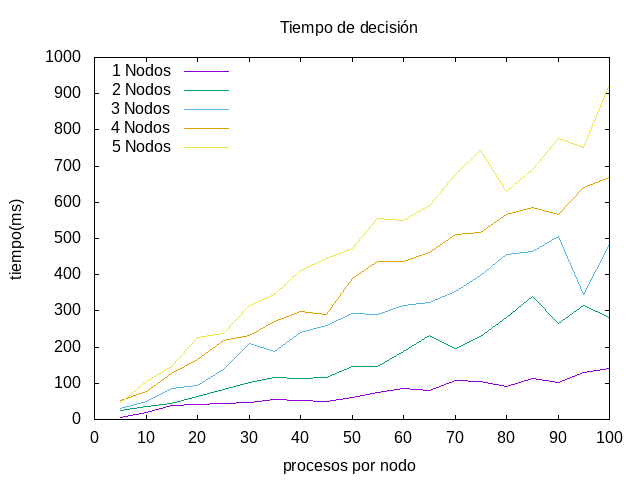 Tiempo de decisión
1000
900
800
700
600
500
400
300
200
100
0
tiempo(ms)
1 Nodos
2 Nodos
3 Nodos
4 Nodos
5 Nodos
0 10 20 30 40 50 60 70 80 90 100
procesos por nodo